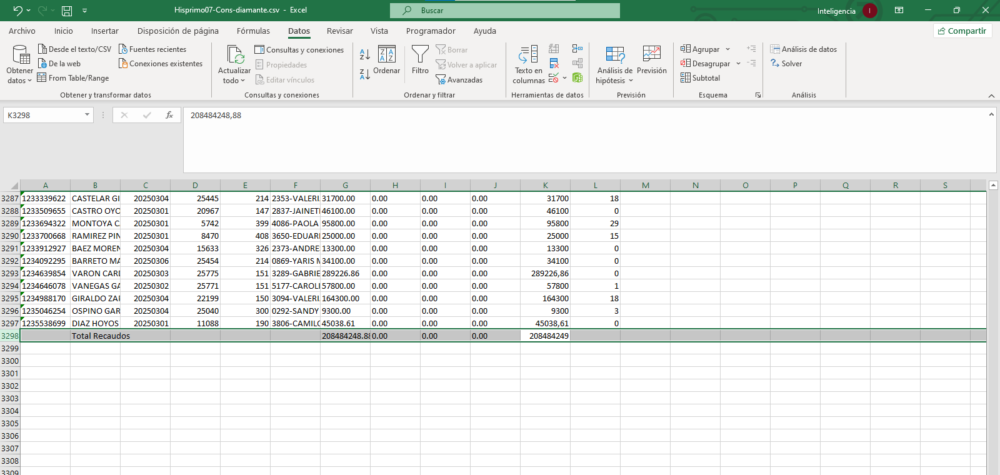 Hisprimo07-Cons-diamante.csv - Excel
Buscar
Inteligencia
I
Archivo Inicio Insertar Disposición de página Fórmulas Datos Revisar Vista Programador Ayuda
Compartir
Obtener datos
Desde el texto/CSV
De la web
From Table/Range
Fuentes recientes
Conexiones existentes
Obtener y transformar datos
Actualizar todo
Consultas y conexiones
Propiedades
Editar vínculos
Consultas y conexiones
Ordenar
Filtro
Borrar
Volver a aplicar
Avanzadas
Ordenar y filtrar
Texto en columnas
Herramientas de datos
Análisis de hipótesis
Previsión
Previsión
Agrupar
Desagrupar
Subtotal
Esquema
Análisis de datos
Solver
Análisis
K3298
fx
208484248,88
A B C D E F G H I J K L M N O P Q R S
3287 1233339622 CASTELAR GI 20250304 25445 214 2353-VALERI 31700.00 0.00 0.00 0.00 31700 18
3288 1233509655 CASTRO OYO 20250301 20967 147 2837-JAINETI 46100.00 0.00 0.00 0.00 46100 0
3289 1233694322 MONTOYA C 20250301 5742 399 4086-PAOLA 95800.00 0.00 0.00 0.00 95800 29
3290 1233700668 RAMIREZ PIN 20250301 8470 408 3650-EDUARI 25000.00 0.00 0.00 0.00 25000 15
3291 1233912927 BAEZ MOREN 20250304 15633 326 2373-ANDRE 13300.00 0.00 0.00 0.00 13300 0
3292 1234092295 BARRETO MA 20250306 25454 214 0869-YARIS M 34100.00 0.00 0.00 0.00 34100 0
3293 1234639854 VARON CARI 20250303 25775 151 3289-GABRIE 289226.86 0.00 0.00 0.00 289226,86 0
3294 1234646078 VANEGAS GA 20250302 25771 151 5177-CAROLI 57800.00 0.00 0.00 0.00 57800 1
3295 1234988170 GIRALDO ZAI 20250304 22199 150 3094-VALERI 164300.00 0.00 0.00 0.00 164300 18
3296 1235046254 OSPINO GAR 20250304 25040 300 0292-SANDY 9300.00 0.00 0.00 0.00 9300 3
3297 1235538699 DIAZ HOYOS 20250301 11088 190 3806-CAMILO 45038.61 0.00 0.00 0.00 45038,61 0
3298 Total Recaudos 208484248.88 0.00 0.00 0.00 208484249
3299
3300
3301
3302
3303
3304
3305
3306
3307
3308
3309